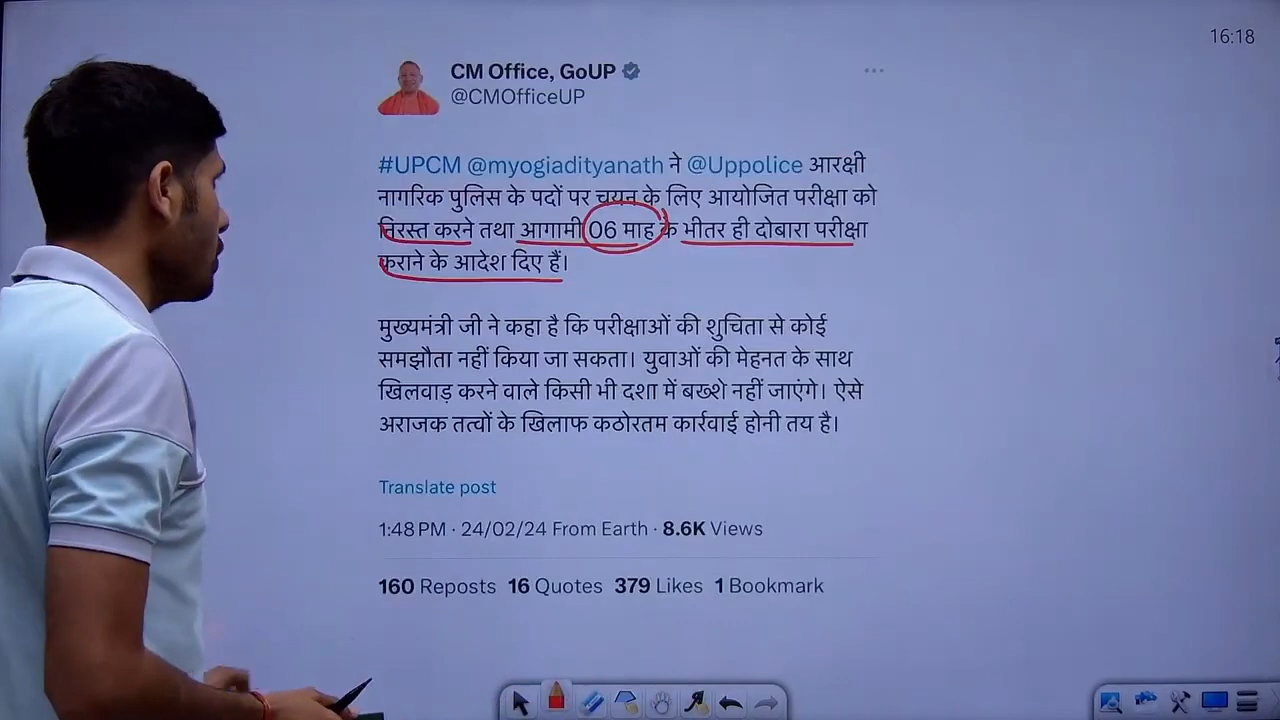 16:18
CM Office, GoUP
@CMOfficeUP
#UPCM @myogiadityanath ने @Uppolice आरक्षी
नागरिक पुलिस के पदों पर चयन के लिए आयोजित परीक्षा को
निरस्त करने तथा आगामी 06 माह के भीतर ही दोबारा परीक्षा
कराने के आदेश दिए हैं।
मुख्यमंत्री जी ने कहा है कि परीक्षाओं की शुचिता से कोई
समझौता नहीं किया जा सकता। युवाओं की मेहनत के साथ
खिलवाड़ करने वाले किसी भी दशा में बख्शे नहीं जाएंगे। ऐसे
अराजक तत्वों के खिलाफ कठोरतम कार्रवाई होनी तय है।
Translate post
1:48 PM · 24/02/24 From Earth · 8.6K Views
160 Reposts 16 Quotes 379 Likes 1 Bookmark